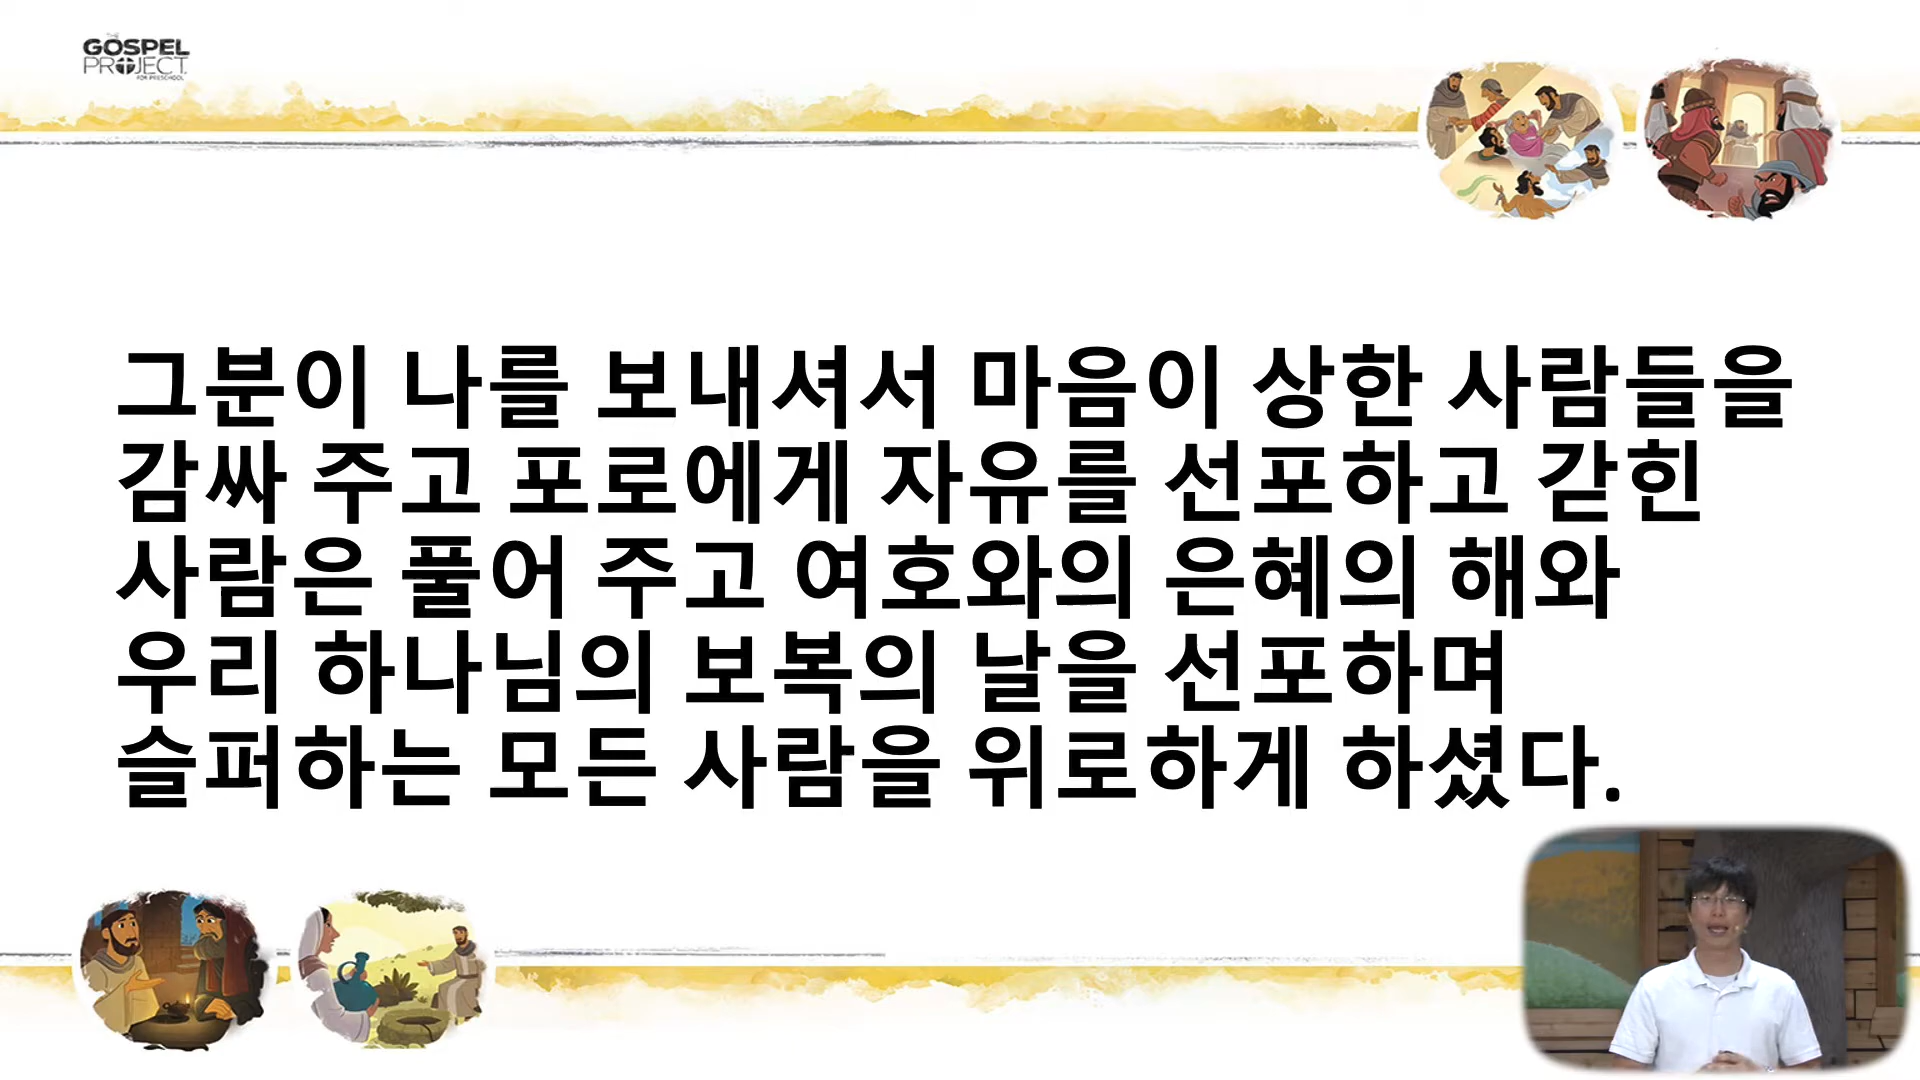 THE
GOSPEL
PROJECT
FOR PRESCHOOL
그분이 나를 보내셔서 마음이 상한 사람들을
감싸 주고 포로에게 자유를 선포하고 갇힌
사람은 풀어 주고 여호와의 은혜의 해와
우리 하나님의 보복의 날을 선포하며
슬퍼하는 모든 사람을 위로하게 하셨다.